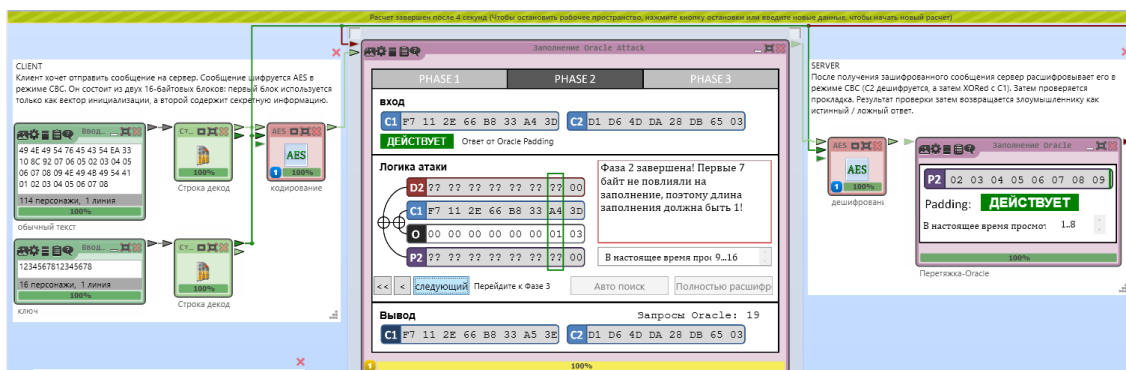 Расчет завершен после 4 секунд (Чтобы остановить рабочее пространство, нажмите кнопку остановки или введите новые данные, чтобы начать новый расчет)
CLIENT
Клиент хочет отправить сообщение на сервер. Сообщение шифруется AES в
режиме CBC. Он состоит из двух 16-байтовых блоков: первый блок используется
только как вектор инициализации, а второй содержит секретную информацию.
Ввод...
49 4E 49 54 76 45 43 54 EA 33
10 8C 92 07 06 05 02 03 04 05
06 07 08 09 4E 49 4B 49 54 41
01 02 03 04 05 06 07 08
114 персонажи, 1 линия
100%
обычный текст
Ст...
100%
Строка декод
AES
AES
1
100%
кодирование
Ввод...
1234567812345678
16 персонажи, 1 линия
100%
ключ
Ст...
100%
Строка декод
Заполнение Oracle Attack
PHASE 1
PHASE 2
PHASE 3
вход
C1 F7 11 2E 66 B8 33 A4 3D
C2 D1 D6 4D DA 28 DB 65 03
ДЕЙСТВУЕТ
Ответ от Oracle Padding
Логика атаки
D2 ?? ?? ?? ?? ?? ?? ?? 00
C1 F7 11 2E 66 B8 33 A4 3D
O 00 00 00 00 00 00 01 03
P2 ?? ?? ?? ?? ?? ?? ?? 00
Фаза 2 завершена! Первые 7
байт не повлияли на
заполнение, поэтому длина
заполнения должна быть 1!
В настоящее время прос 9...16
<<
<
следующий
Перейдите к Фазе 3
Авто поиск
Полностью расшифр
Вывод
Запросы Oracle: 19
C1 F7 11 2E 66 B8 33 A5 3E
C2 D1 D6 4D DA 28 DB 65 03
1
100%
SERVER
После получения зашифрованного сообщения сервер расшифровывает его в
режиме CBC (C2 дешифруется, а затем XORed с C1). Затем проверяется
прокладка. Результат проверки затем возвращается злоумышленнику как
истинный / ложный ответ.
AES
AES
1
100%
дешифровани
Заполнение Oracle
P2 02 03 04 05 06 07 08 09
Padding:
ДЕЙСТВУЕТ
В настоящее время просмот
1..8
100%
Перетяжка-Oracle